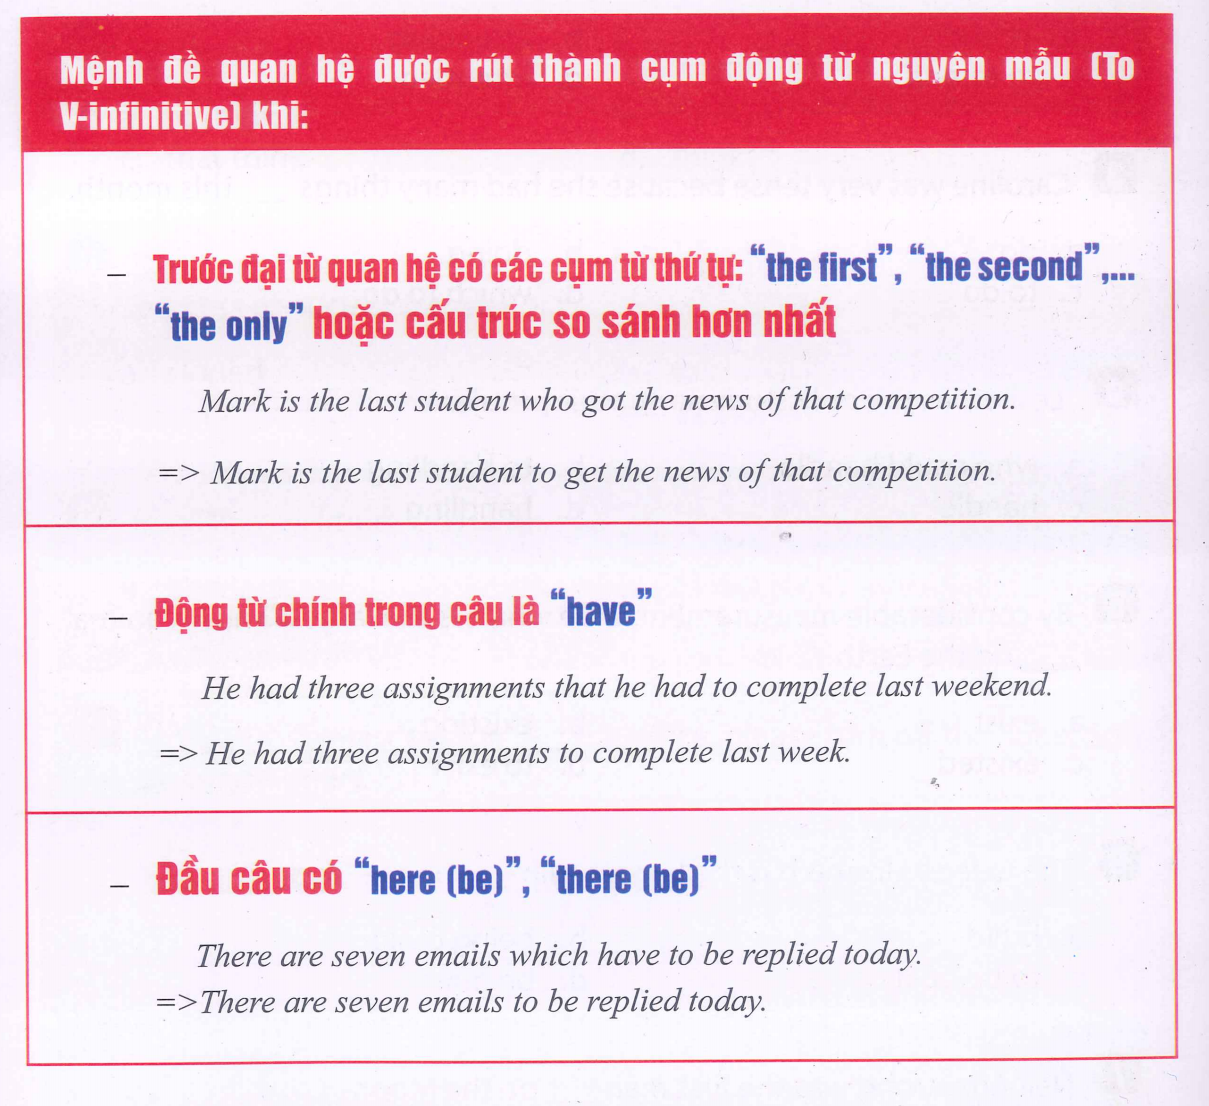 Mệnh đề quan hệ được rút thành cụm động từ nguyên mẫu (To
V-infinitive) khi:
– Trước đại từ quan hệ có các cụm từ thứ tự: “the first”, “the second”,...
“the only” hoặc cấu trúc so sánh hơn nhất
Mark is the last student who got the news of that competition.
=> Mark is the last student to get the news of that competition.
– Động từ chính trong câu là “have”
He had three assignments that he had to complete last weekend.
=> He had three assignments to complete last week.
– Đầu câu có “here (be)”, “there (be)”
There are seven emails which have to be replied today.
=>There are seven emails to be replied today.